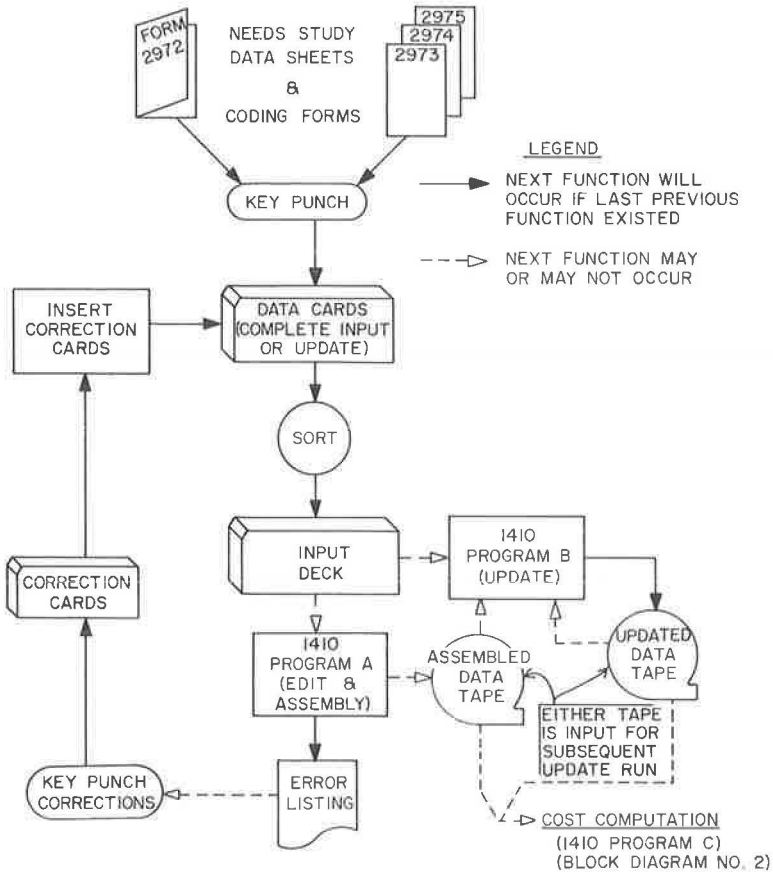 FORM
2972
NEEDS STUDY
DATA SHEETS
&
CODING FORMS
2975
2974
2973
KEY PUNCH
LEGEND
NEXT FUNCTION WILL
OCCUR IF LAST PREVIOUS
FUNCTION EXISTED
NEXT FUNCTION MAY
OR MAY NOT OCCUR
INSERT
CORRECTION
CARDS
DATA CARDS
(COMPLETE INPUT
OR UPDATE)
SORT
INPUT
DECK
1410
PROGRAM B
(UPDATE)
CORRECTION
CARDS
1410
PROGRAM A
(EDIT &
ASSEMBLY)
ASSEMBLED
DATA
TAPE
UPDATED
DATA
TAPE
EITHER TAPE
IS INPUT FOR
SUBSEQUENT
UPDATE RUN
KEY PUNCH
CORRECTIONS
ERROR
LISTING
COST COMPUTATION
(1410 PROGRAM C)
(BLOCK DIAGRAM NO. 2)